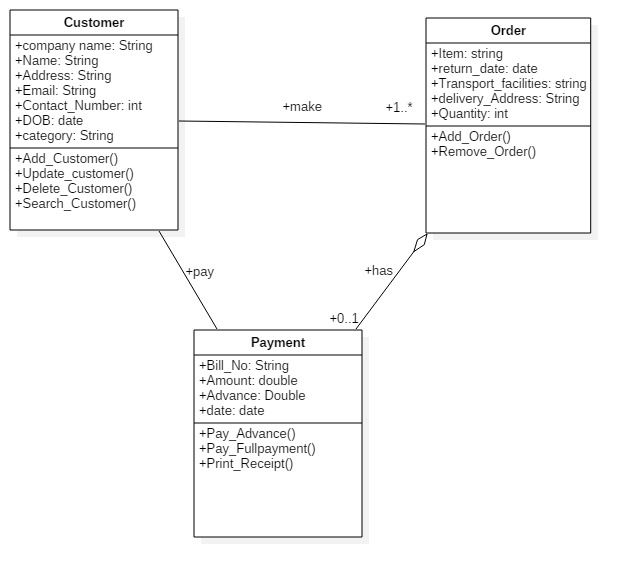 Customer
+company name: String
+Name: String
+Address: String
+Email: String
+Contact_Number: int
+DOB: date
+category: String
+Add_Customer()
+Update_customer()
+Delete_Customer()
+Search_Customer()
+make
+1..*
Order
+Item: string
+return_date: date
+Transport_facilities: string
+delivery_Address: String
+Quantity: int
+Add_Order()
+Remove_Order()
+pay
+has
+0..1
Payment
+Bill_No: String
+Amount: double
+Advance: Double
+date: date
+Pay_Advance()
+Pay_Fullpayment()
+Print_Receipt()